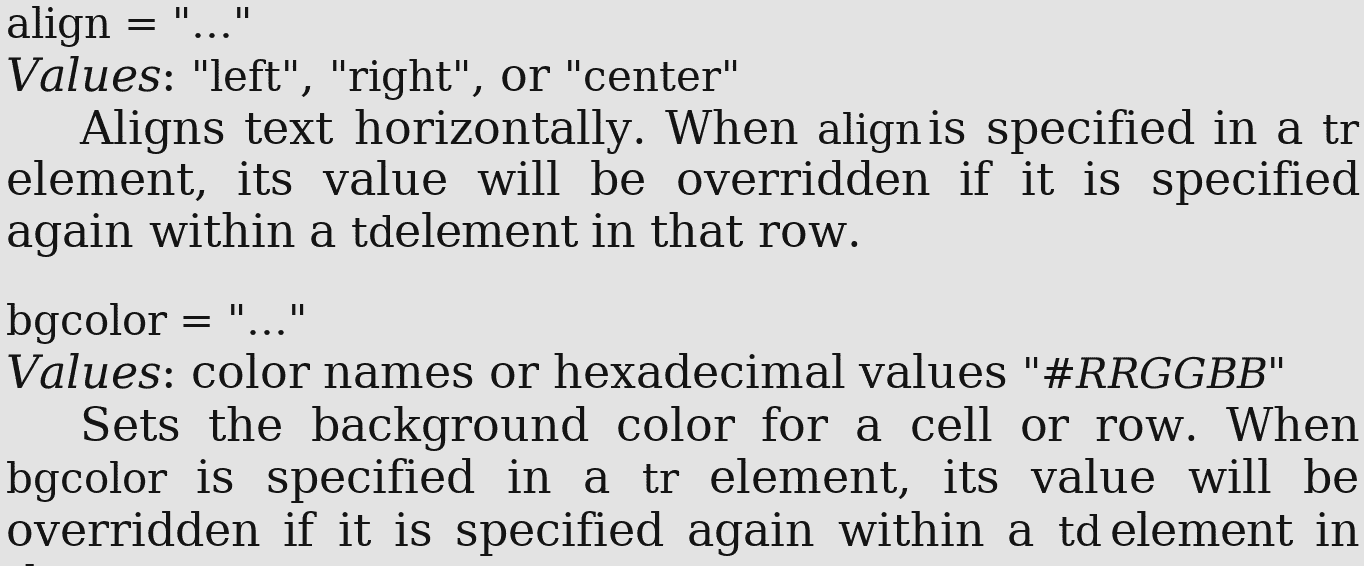 align = "..."
Values: "left", "right", or "center"
Aligns text horizontally. When align is specified in a tr
element, its value will be overridden if it is specified
again within a tdelement in that row.
bgcolor = "..."
Values: color names or hexadecimal values "#RRGGBB"
Sets the background color for a cell or row. When
bgcolor is specified in a tr element, its value will be
overridden if it is specified again within a td element in